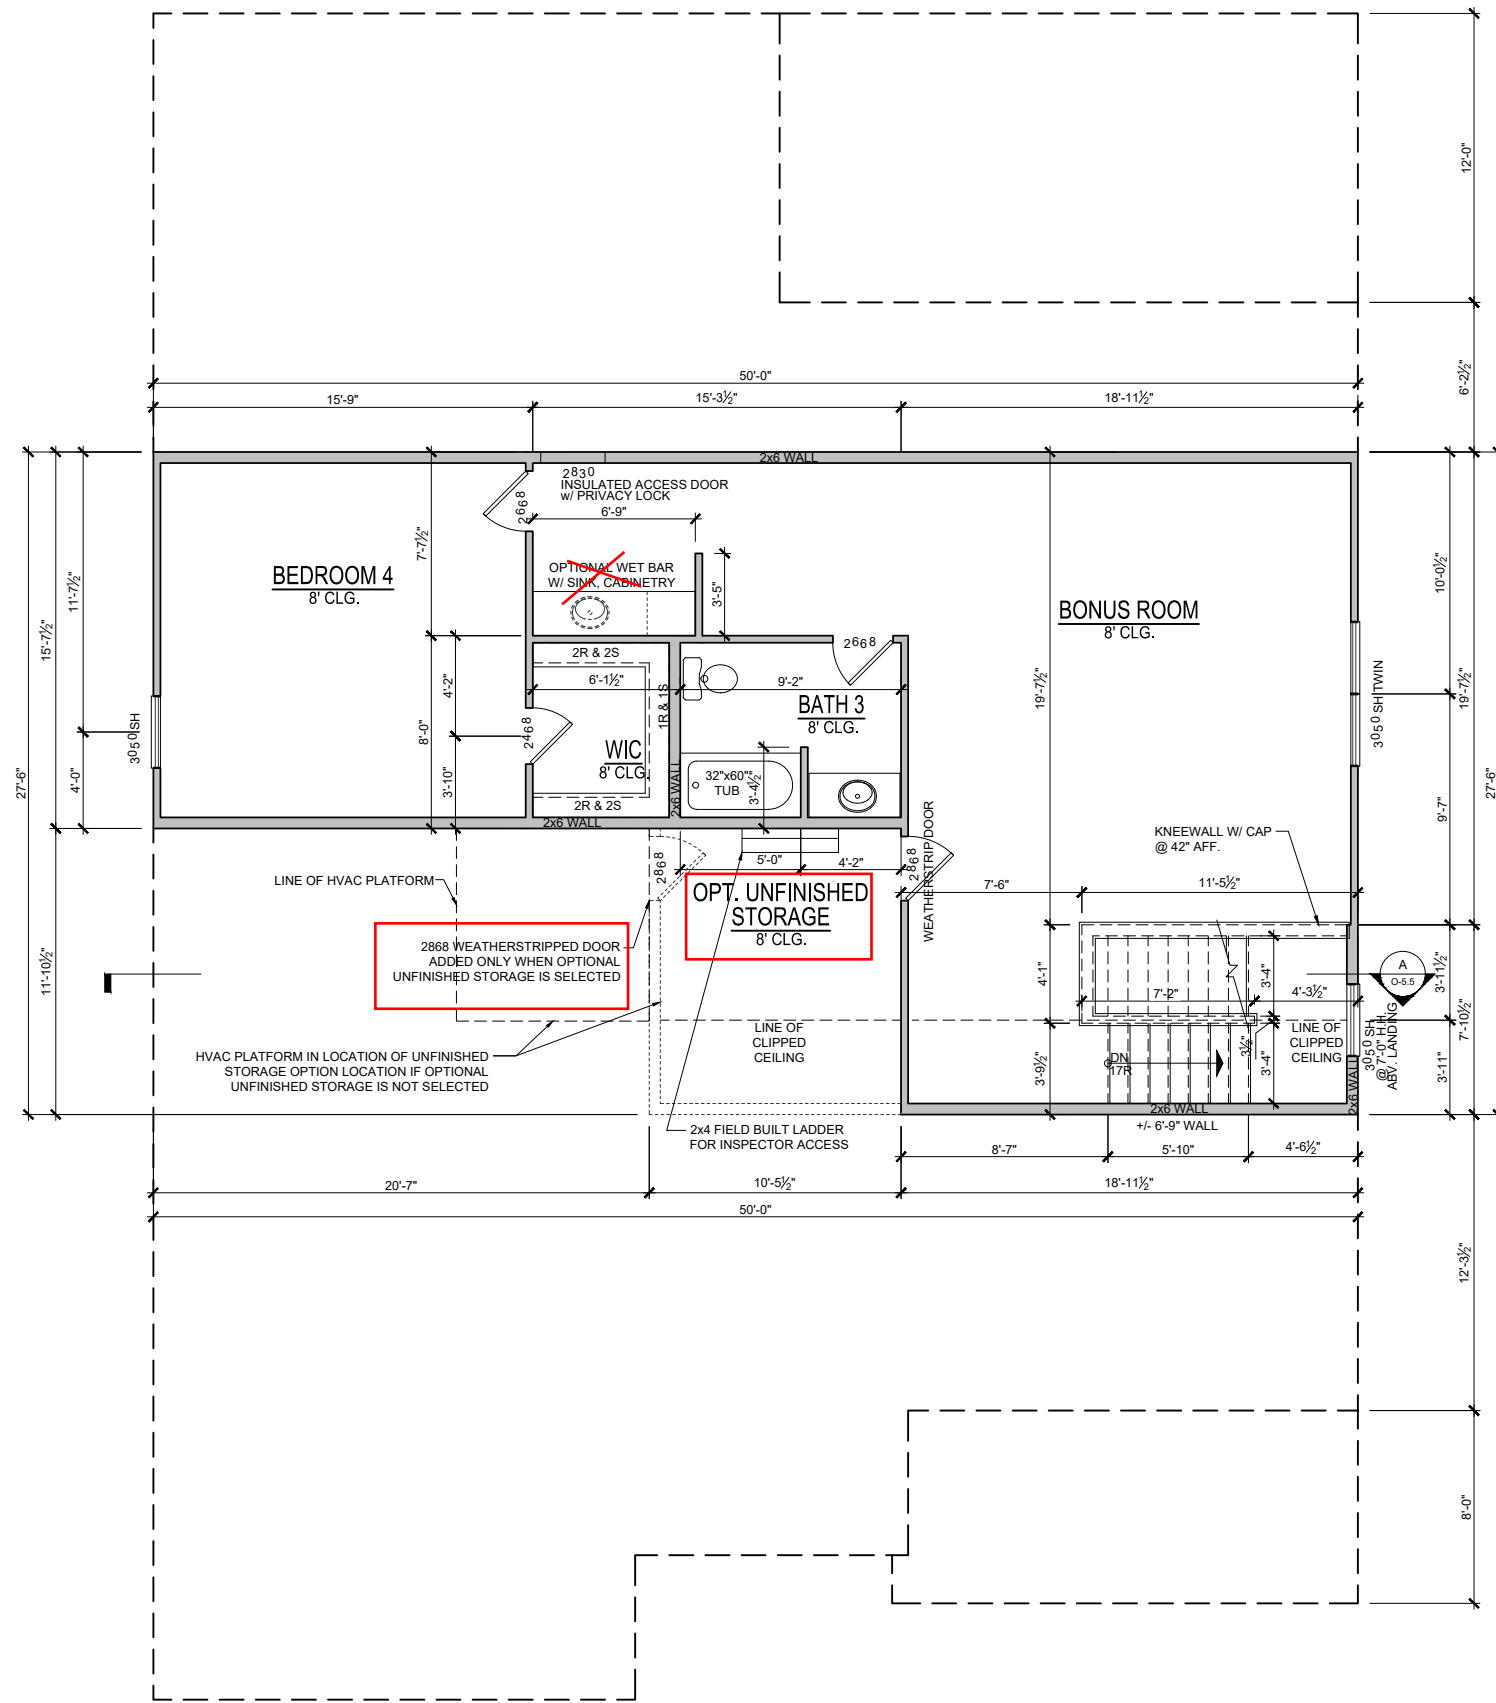 12'-0"
50'-0"
6'-2½"
15'-9"
15'-3½"
18'-11½"
2x6 WALL
2830
INSULATED ACCESS DOOR
w/ PRIVACY LOCK
2668
6'-9"
7'-7½"
11'-7½"
15'-7½"
10'-0½"
OPTIONAL WET BAR
W/ SINK, CABINETRY
BEDROOM 4
8' CLG.
3'-5"
BONUS ROOM
8' CLG.
2668
2R & 2S
6'-1½"
1R & 1S
9'-2"
4'-2"
BATH 3
8' CLG.
19'-7½"
19'-7½"
3050 SH TWIN
3050 SH
8'-0"
2468
WIC
8' CLG.
27'-6"
27'-6"
4'-0"
3'-10"
2x6 WALL
32"x60"
TUB
3'-4½"
2R & 2S
2x6 WALL
9'-7"
WEATHERSTRIP DOOR
KNEEWALL W/ CAP
@ 42" AFF.
2868
5'-0"
4'-2"
2868
LINE OF HVAC PLATFORM
7'-6"
11'-5½"
OPT. UNFINISHED
STORAGE
8' CLG.
2868 WEATHERSTRIPPED DOOR
ADDED ONLY WHEN OPTIONAL
UNFINISHED STORAGE IS SELECTED
11'-10½"
4'-1"
3'-4"
A
O-5.5
3'-11½"
7'-2"
4'-3½"
7'-10½"
LINE OF
CLIPPED
CEILING
LINE OF
CLIPPED
CEILING
3050 SH
@ 7'-0" H.H.
ABV. LANDING
HVAC PLATFORM IN LOCATION OF UNFINISHED
STORAGE OPTION LOCATION IF OPTIONAL
UNFINISHED STORAGE IS NOT SELECTED
3'-9½"
DN
17R
3½"
3'-4"
3'-11"
2x6 WALL
2x6 WALL
+/- 6'-9" WALL
2x4 FIELD BUILT LADDER
FOR INSPECTOR ACCESS
8'-7"
5'-10"
4'-6½"
20'-7"
10'-5½"
18'-11½"
50'-0"
12'-3½"
8'-0"